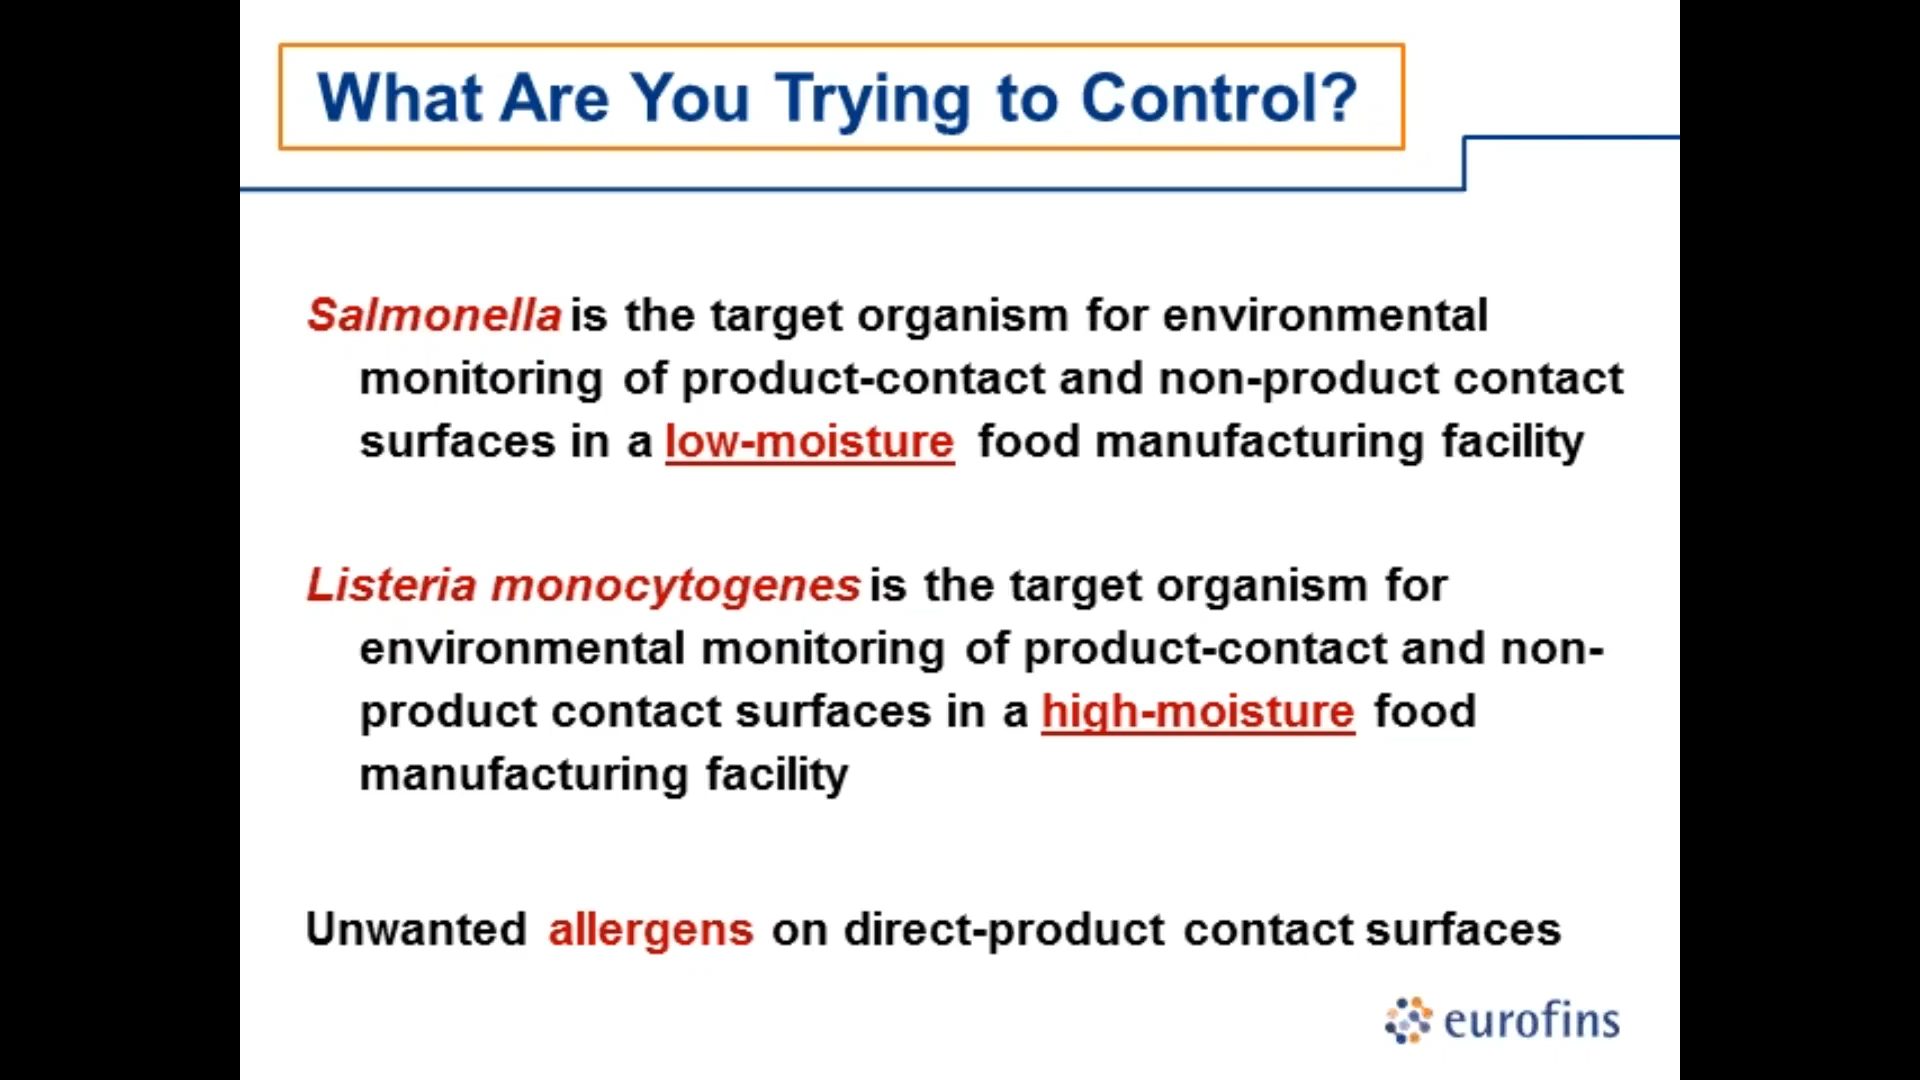 What Are You Trying to Control?
Salmonella is the target organism for environmental
monitoring of product-contact and non-product contact
surfaces in a low-moisture food manufacturing facility
Listeria monocytogenes is the target organism for
environmental monitoring of product-contact and non-
product contact surfaces in a high-moisture food
manufacturing facility
Unwanted allergens on direct-product contact surfaces
eurofins